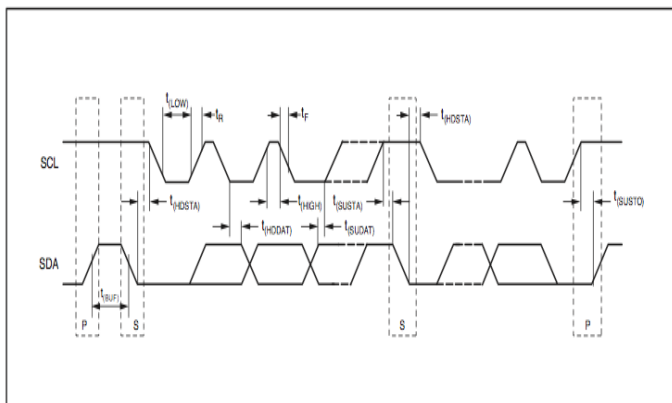 t(LOW)
tR
tF
t(HDSTA)
SCL
t(HDSTA)
t(HIGH)
t(SUSTA)
t(SUSTO)
t(HDDAT)
t(SUDAT)
SDA
t(BUF)
P
S
S
P